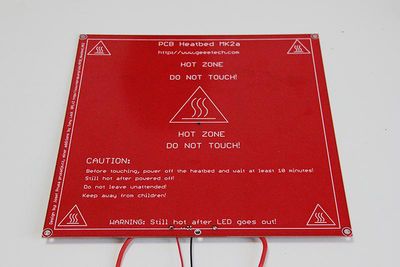 PCB Heatbed MK2a
http://www.geeetech.com
HOT ZONE
DO NOT TOUCH!
HOT ZONE
DO NOT TOUCH!
CAUTION:
Before touching, power off the heatbed and wait at least 10 minutes!
Still hot after powered off!
Do not leave unattended!
Keep away from children!
WARNING: Still hot after LED goes out!